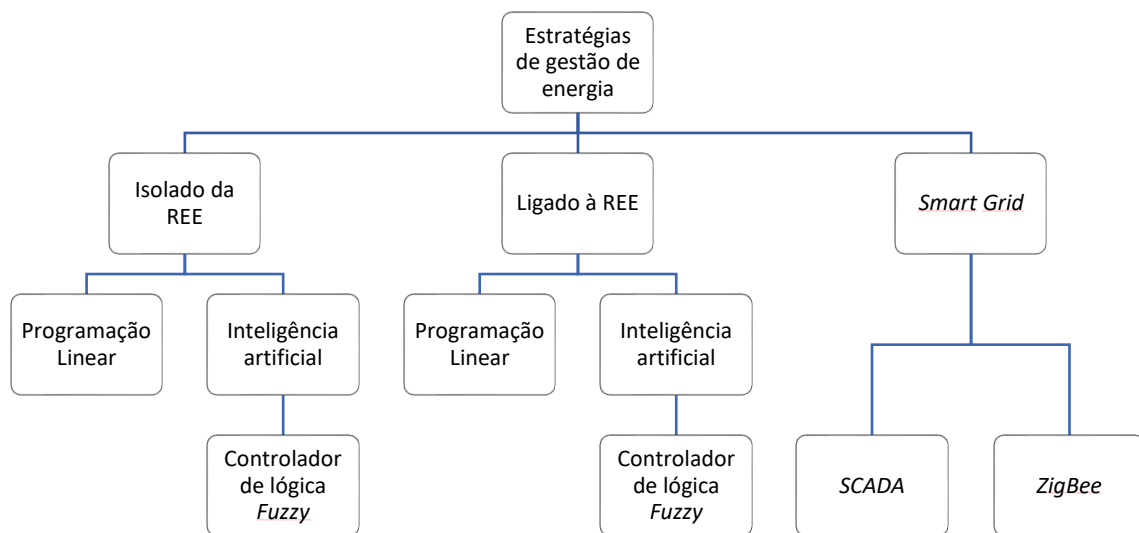 Estratégias
de gestão de
energia
Isolado da
REE
Ligado à REE
Smart Grid
Programação
Linear
Inteligência
artificial
Programação
Linear
Inteligência
artificial
Controlador
de lógica
Fuzzy
Controlador
de lógica
Fuzzy
SCADA
ZigBee